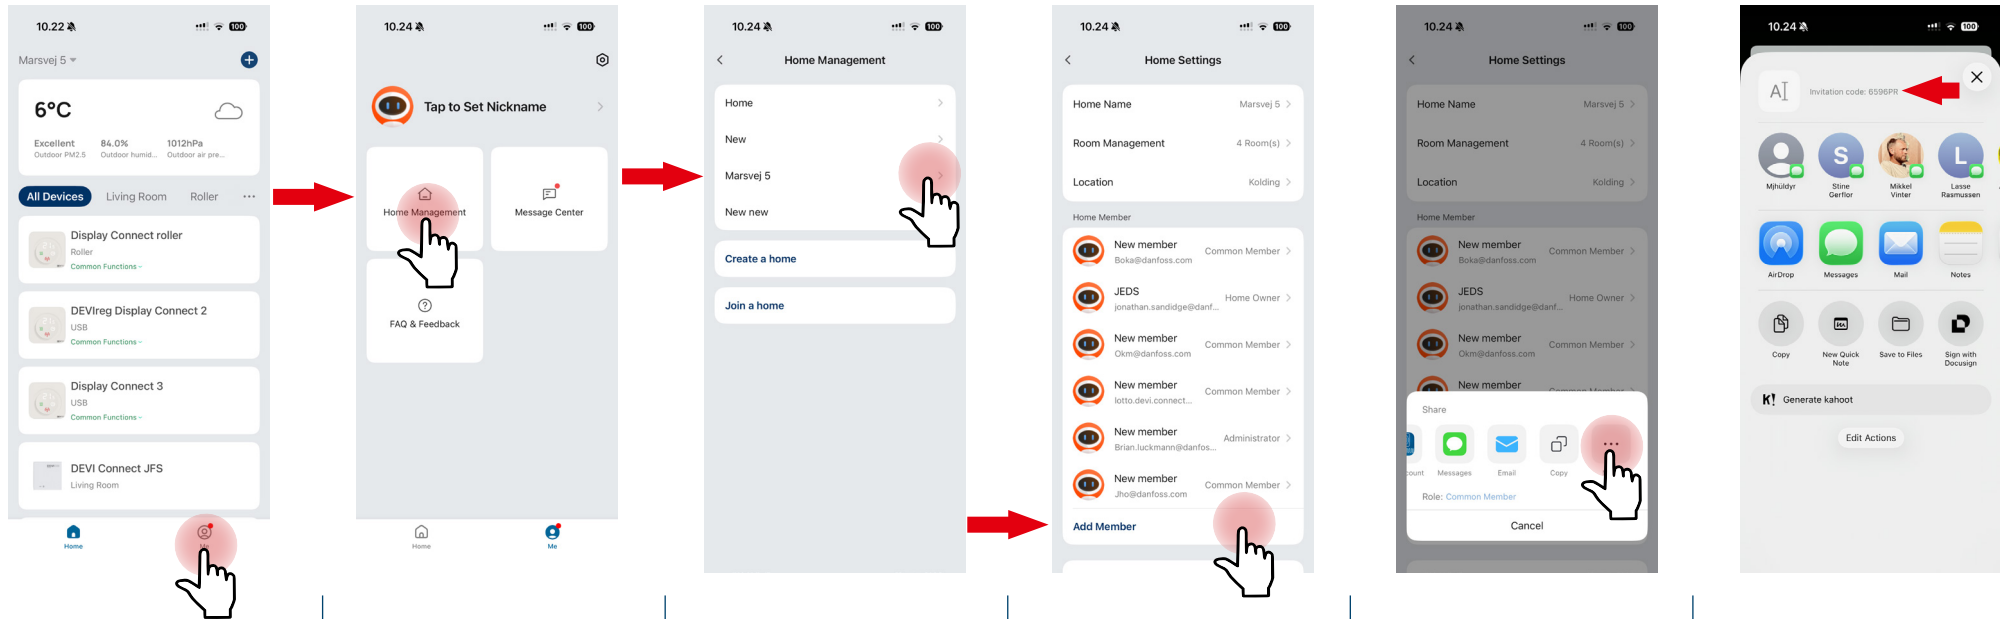 10.22
100
Marsvej 5
6°C
Excellent
84.0%
1012hPa
Outdoor PM2.5
Outdoor humid...
Outdoor air pre...
All Devices
Living Room
Roller
Display Connect roller
Roller
Common Functions
DEVIreg Display Connect 2
USB
Common Functions
Display Connect 3
USB
Common Functions
DEVI Connect JFS
Living Room
Home
Me
10.24
100
Tap to Set Nickname
Home Management
Message Center
FAQ & Feedback
Home
Me
10.24
100
Home Management
Home
New
Marsvej 5
New new
Create a home
Join a home
10.24
100
Home Settings
Home Name
Marsvej 5
Room Management
4 Room(s)
Location
Kolding
Home Member
New member
Boka@danfoss.com
Common Member
JEDS
jonathan.sandidge@danf...
Home Owner
New member
Okm@danfoss.com
Common Member
New member
lotto.devi.connect...
Common Member
New member
Brian.luckmann@danfos...
Administrator
New member
Jho@danfoss.com
Common Member
Add Member
10.24
100
Home Settings
Home Name
Marsvej 5
Room Management
4 Room(s)
Location
Kolding
Home Member
New member
Boka@danfoss.com
Common Member
JEDS
jonathan.sandidge@danf...
Home Owner
New member
Okm@danfoss.com
Common Member
New member
Common Member
Share
count
Messages
Email
Copy
Role: Common Member
Cancel
10.24
100
A
Invitation code: 6596PR
S
L
Mjhüldyr
Stine
Gerflor
Mikkel
Vinter
Lasse
Rasmussen
AirDrop
Messages
Mail
Notes
Copy
New Quick
Note
Save to Files
Sign with
Docusign
K! Generate kahoot
Edit Actions